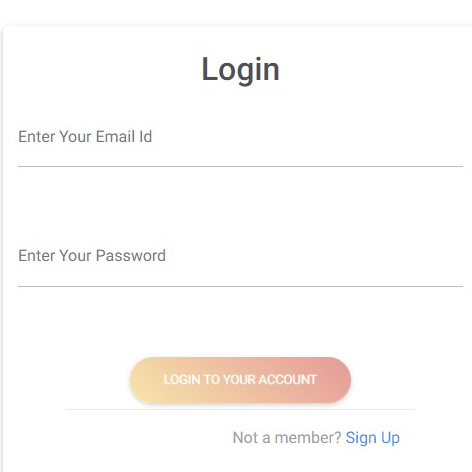 Login
Enter Your Email Id
Enter Your Password
LOGIN TO YOUR ACCOUNT
Not a member? Sign Up